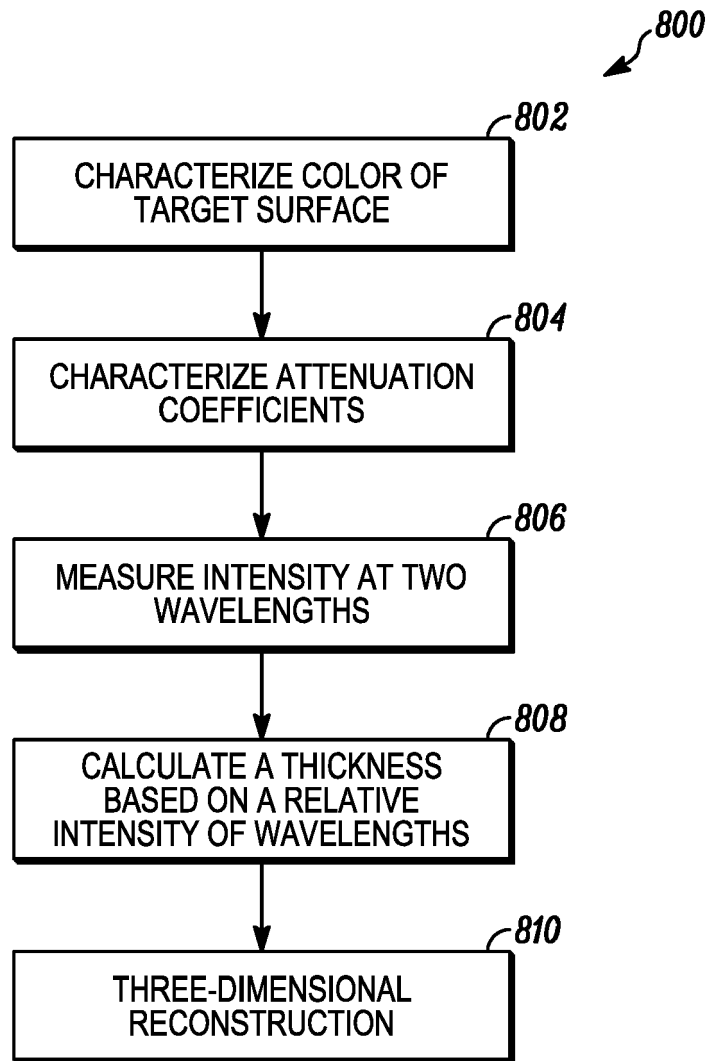 800
802
CHARACTERIZE COLOR OF
TARGET SURFACE
804
CHARACTERIZE ATTENUATION
COEFFICIENTS
806
MEASURE INTENSITY AT TWO
WAVELENGTHS
808
CALCULATE A THICKNESS
BASED ON A RELATIVE
INTENSITY OF WAVELENGTHS
810
THREE-DIMENSIONAL
RECONSTRUCTION